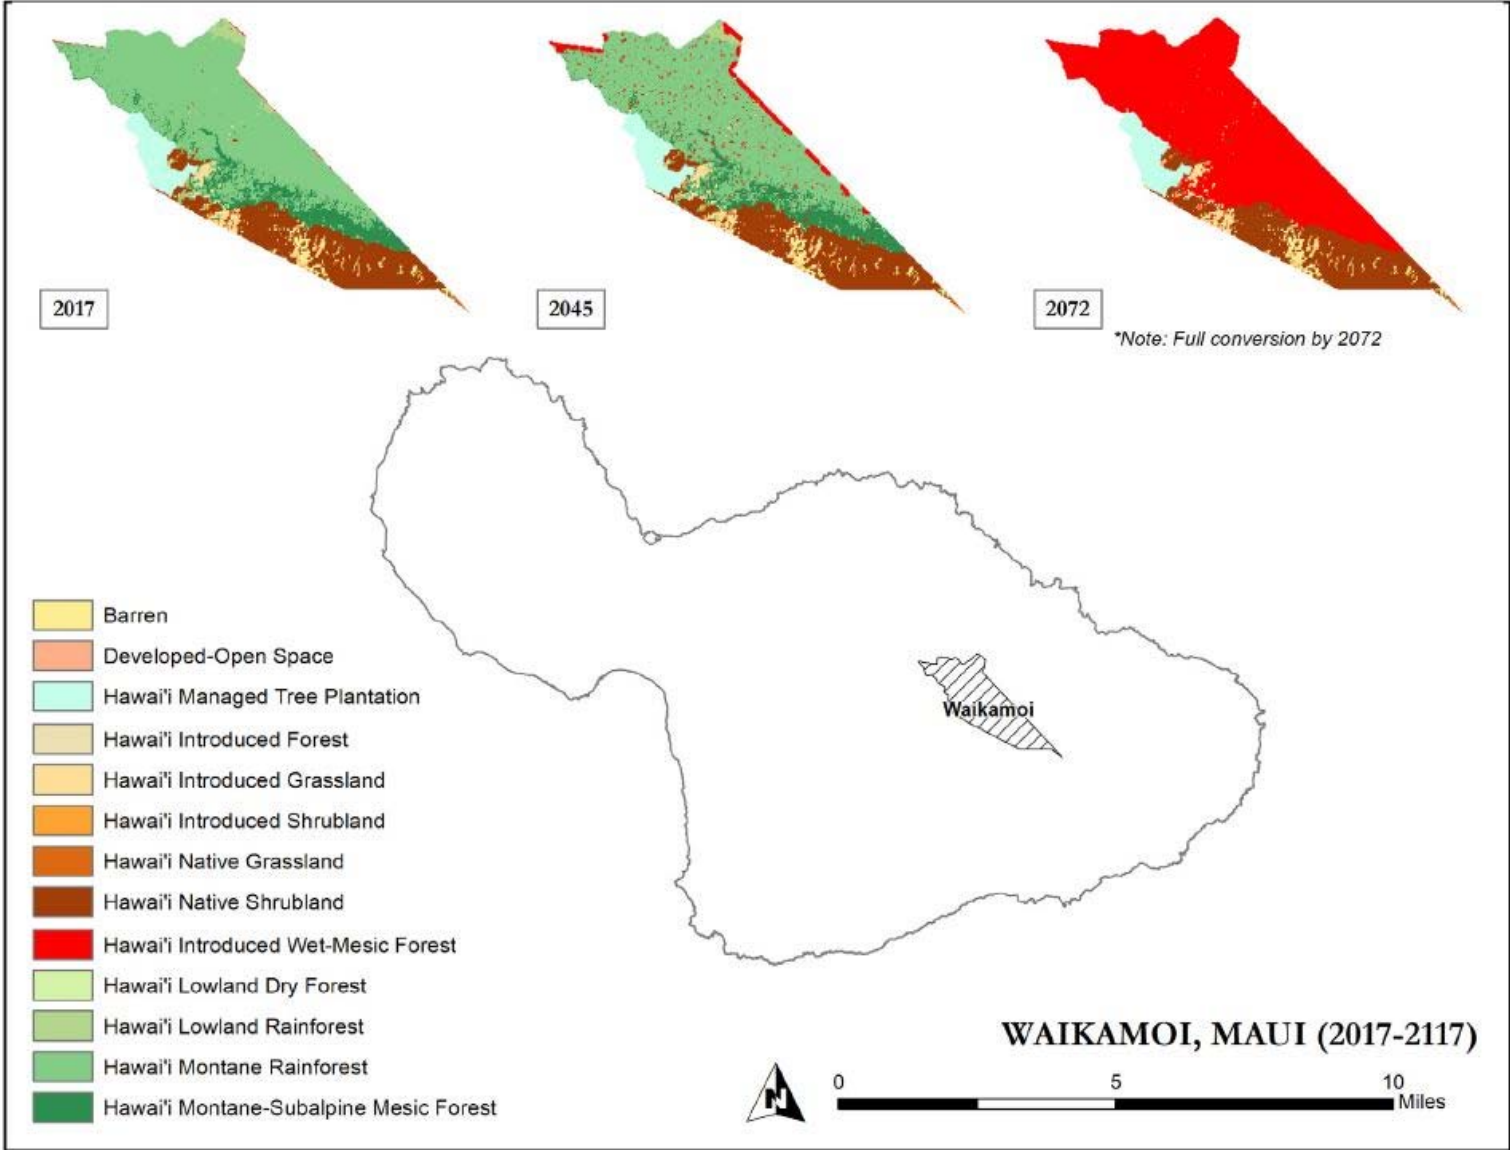 2017
2045
2072
*Note: Full conversion by 2072
Waikamoi
Barren
Developed-Open Space
Hawai'i Managed Tree Plantation
Hawai'i Introduced Forest
Hawai'i Introduced Grassland
Hawai'i Introduced Shrubland
Hawai'i Native Grassland
Hawai'i Native Shrubland
Hawai'i Introduced Wet-Mesic Forest
Hawai'i Lowland Dry Forest
Hawai'i Lowland Rainforest
Hawai'i Montane Rainforest
Hawai'i Montane-Subalpine Mesic Forest
WAIKAMOI, MAUI (2017-2117)
N
0 5 10
Miles